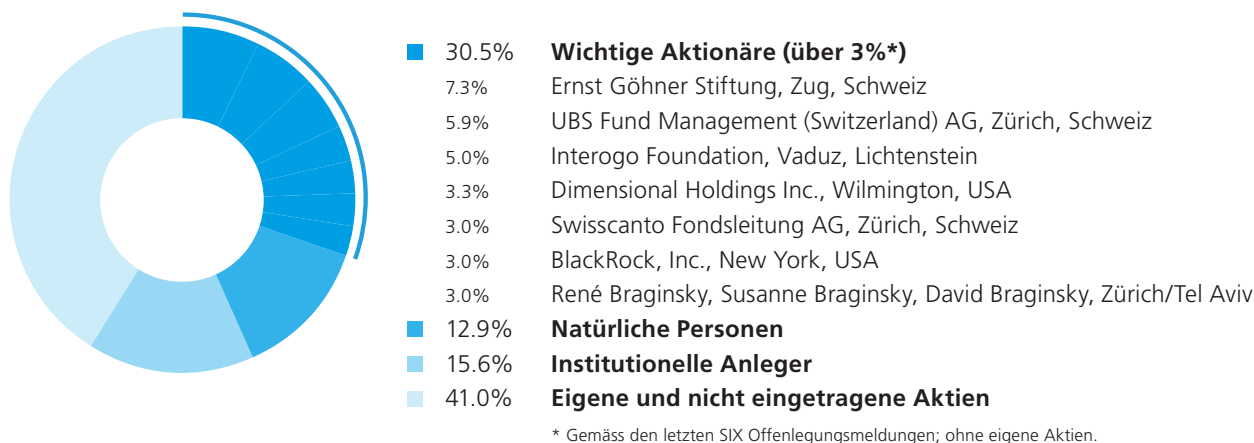 30.5% Wichtige Aktionäre (über 3%*)
7.3% Ernst Göhner Stiftung, Zug, Schweiz
5.9% UBS Fund Management (Switzerland) AG, Zürich, Schweiz
5.0% Interogo Foundation, Vaduz, Lichtenstein
3.3% Dimensional Holdings Inc., Wilmington, USA
3.0% Swisscanto Fondsleitung AG, Zürich, Schweiz
3.0% BlackRock, Inc., New York, USA
3.0% René Braginsky, Susanne Braginsky, David Braginsky, Zürich/Tel Aviv
12.9% Natürliche Personen
15.6% Institutionelle Anleger
41.0% Eigene und nicht eingetragene Aktien
* Gemäss den letzten SIX Offenlegungsmeldungen; ohne eigene Aktien.